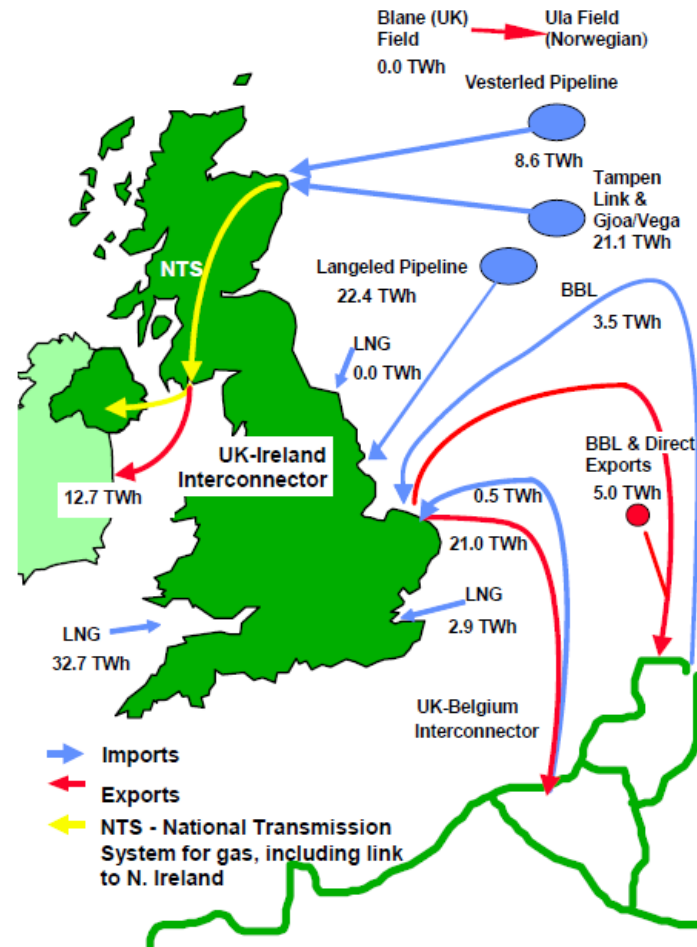 Blane (UK)
Field
0.0 TWh
Ula Field
(Norwegian)
Vesterled Pipeline
8.6 TWh
Tampen
Link &
Gjoa/Vega
21.1 TWh
NTS
Langeled Pipeline
22.4 TWh
BBL
3.5 TWh
LNG
0.0 TWh
BBL & Direct
Exports
5.0 TWh
UK-Ireland
Interconnector
12.7 TWh
0.5 TWh
21.0 TWh
LNG
2.9 TWh
LNG
32.7 TWh
UK-Belgium
Interconnector
Imports
Exports
NTS - National Transmission
System for gas, including link
to N. Ireland